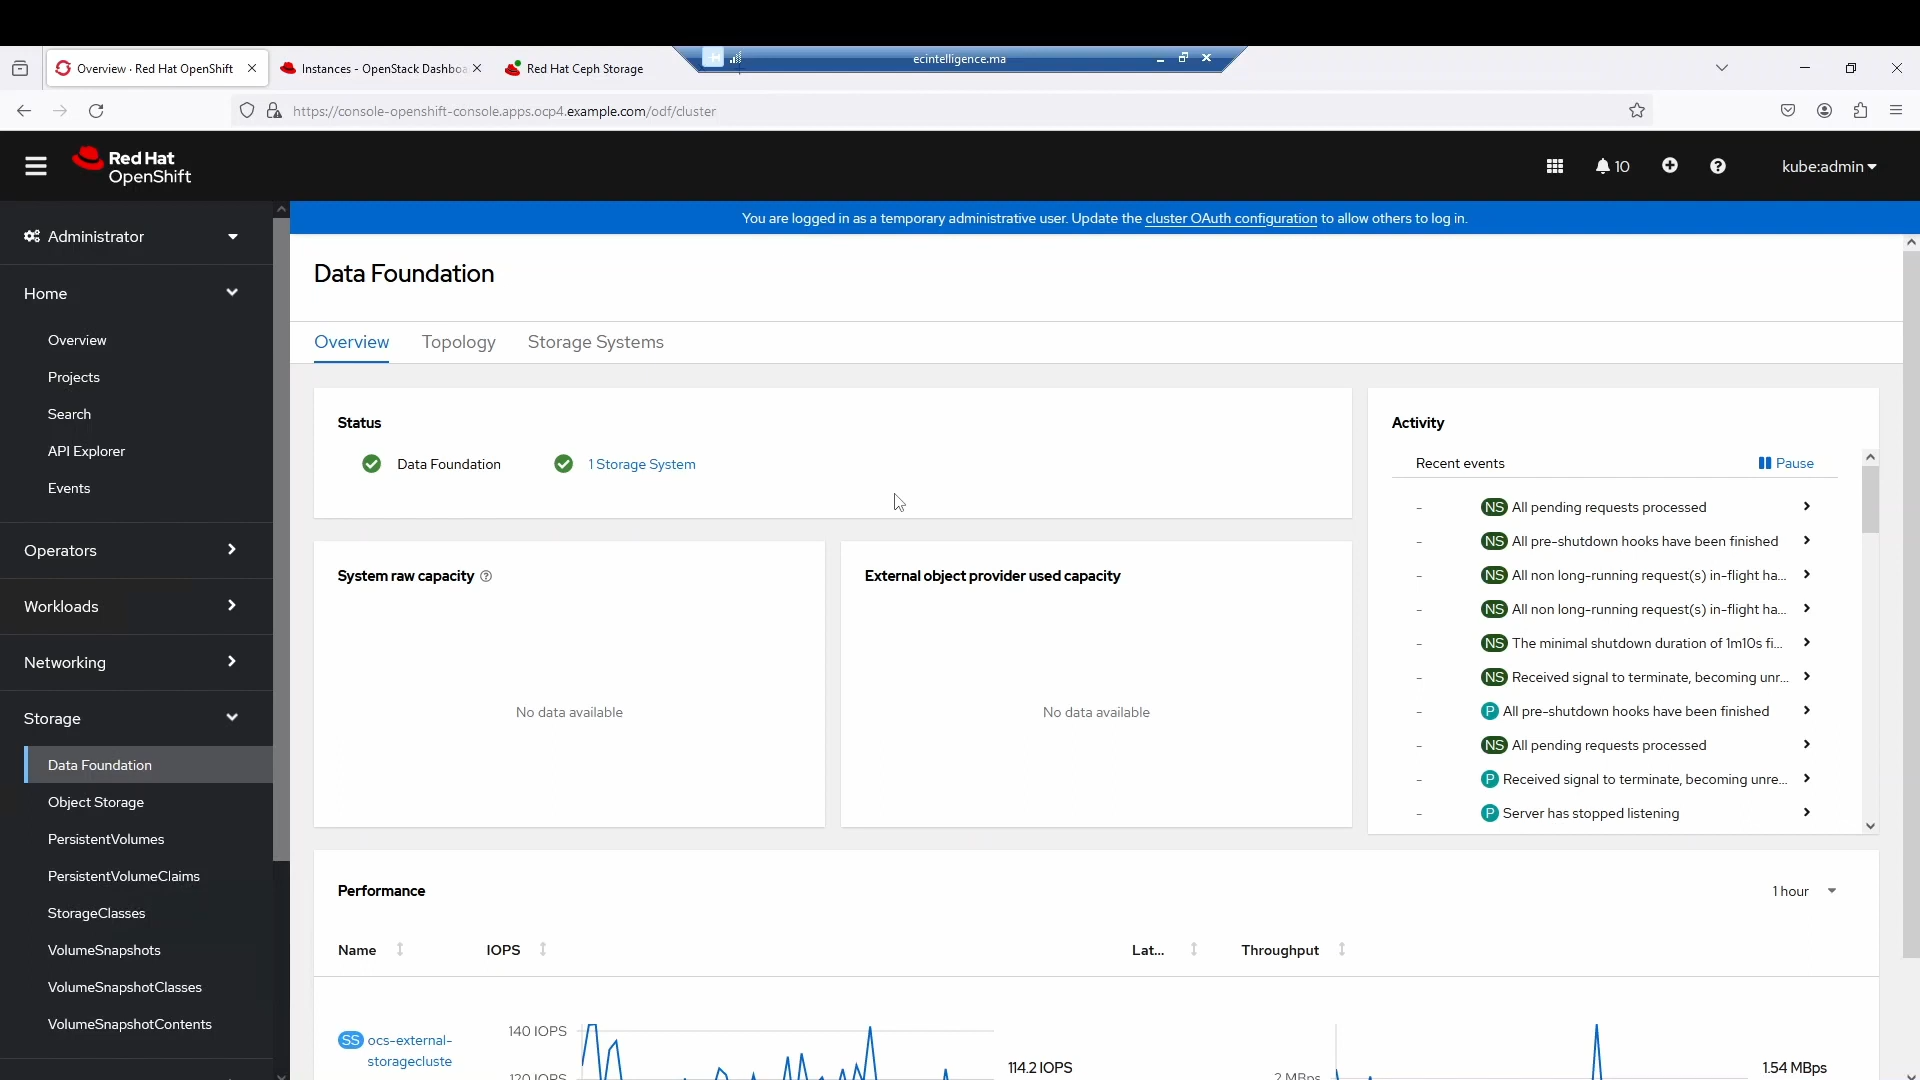 Overview · Red Hat OpenShift
Instances - OpenStack Dashboa
Red Hat Ceph Storage
ecintelligence.ma
https://console-openshift-console.apps.ocp4.example.com/odf/cluster
Red Hat
OpenShift
10
kube:admin
You are logged in as a temporary administrative user. Update the cluster OAuth configuration to allow others to log in.
Administrator
Home
Overview
Projects
Search
API Explorer
Events
Operators
Workloads
Networking
Storage
Data Foundation
Object Storage
PersistentVolumes
PersistentVolumeClaims
StorageClasses
VolumeSnapshots
VolumeSnapshotClasses
VolumeSnapshotContents
Data Foundation
Overview Topology Storage Systems
Status
Data Foundation
1 Storage System
System raw capacity
No data available
External object provider used capacity
No data available
Activity
Recent events
Pause
- NS All pending requests processed
- NS All pre-shutdown hooks have been finished
- NS All non long-running request(s) in-flight ha...
- NS All non long-running request(s) in-flight ha...
- NS The minimal shutdown duration of 1m10s fi...
- NS Received signal to terminate, becoming unr...
- P All pre-shutdown hooks have been finished
- NS All pending requests processed
- P Received signal to terminate, becoming unre...
- P Server has stopped listening
Performance
1 hour
Name IOPS Lat... Throughput
SS ocs-external-
storagecluste
140 IOPS
120 IOPS
114.2 IOPS
2 MBps
1.54 MBps